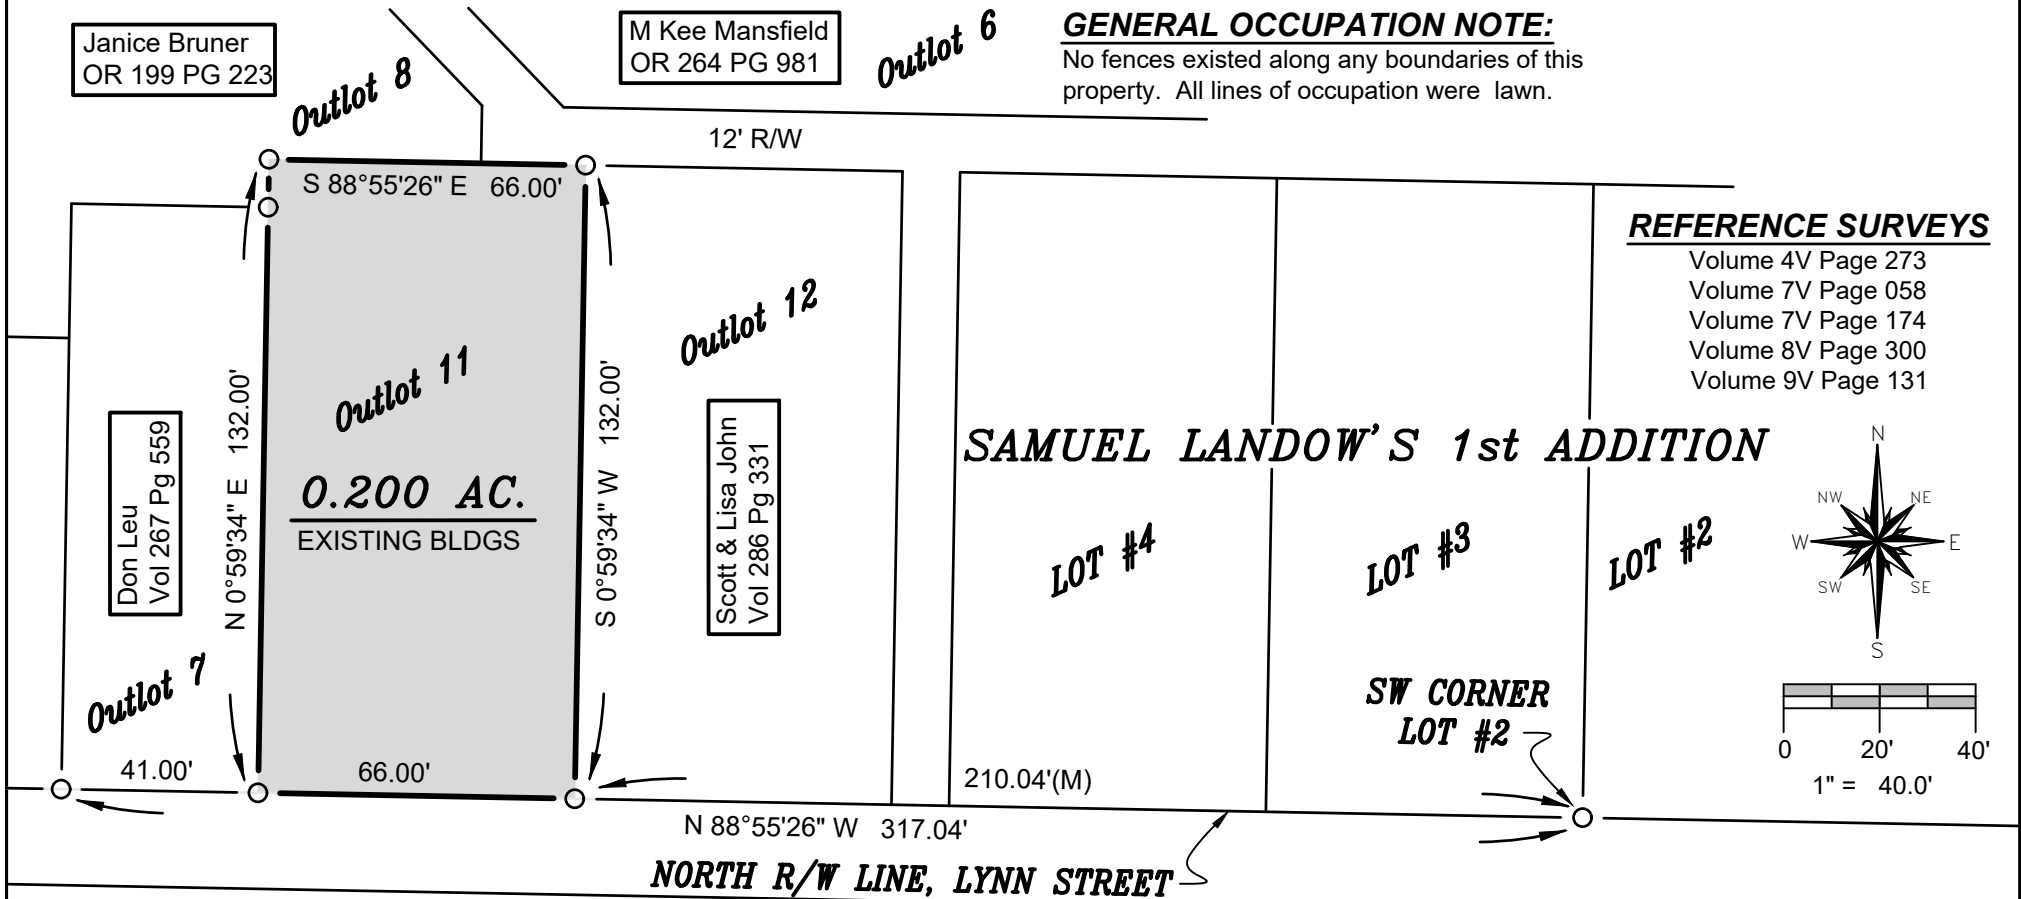 Janice Bruner
OR 199 PG 223
Outlot 8
M Kee Mansfield
OR 264 PG 981
Outlot 6
GENERAL OCCUPATION NOTE:
No fences existed along any boundaries of this
property. All lines of occupation were lawn.
12' R/W
S 88°55'26" E 66.00'
REFERENCE SURVEYS
Volume 4V Page 273
Volume 7V Page 058
Volume 7V Page 174
Volume 8V Page 300
Volume 9V Page 131
Outlot 12
Outlot 11
N 0°59'34" E 132.00'
S 0°59'34" W 132.00'
Don Leu
Vol 267 Pg 559
0.200 AC.
EXISTING BLDGS
Scott & Lisa John
Vol 286 Pg 331
SAMUEL LANDOW'S 1st ADDITION
LOT #4
LOT #3
LOT #2
N
NW
NE
W
E
SW
SE
S
Outlot 7
SW CORNER
LOT #2
0 20' 40'
1" = 40.0'
41.00'
66.00'
210.04'(M)
N 88°55'26" W 317.04'
NORTH R/W LINE, LYNN STREET